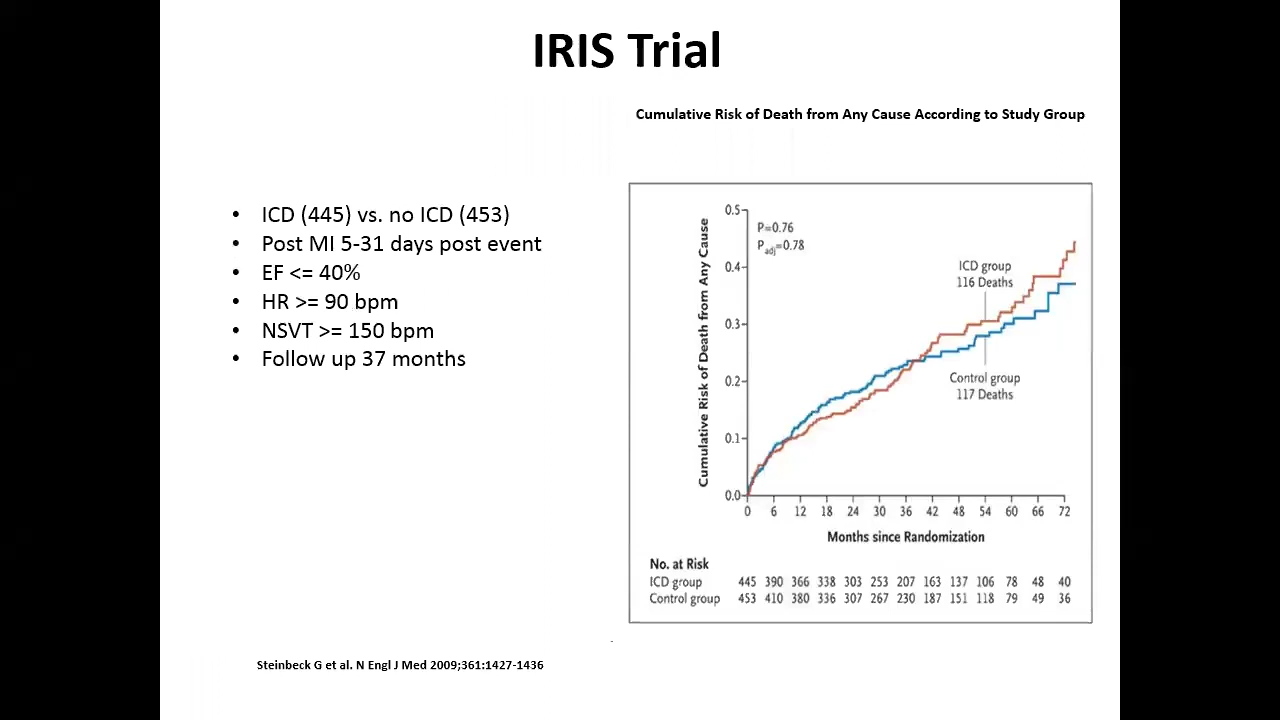 IRIS Trial
Cumulative Risk of Death from Any Cause According to Study Group
• ICD (445) vs. no ICD (453)
• Post MI 5-31 days post event
• EF <= 40%
• HR >= 90 bpm
• NSVT >= 150 bpm
• Follow up 37 months
Cumulative Risk of Death from Any Cause
0.5
0.4
0.3
0.2
0.1
0.0
P=0.76
Padj=0.78
ICD group
116 Deaths
Control group
117 Deaths
0 6 12 18 24 30 36 42 48 54 60 66 72
Months since Randomization
No. at Risk
ICD group 445 390 366 338 303 253 207 163 137 106 78 48 40
Control group 453 410 380 336 307 267 230 187 151 118 79 49 36
Steinbeck G et al. N Engl J Med 2009;361:1427-1436